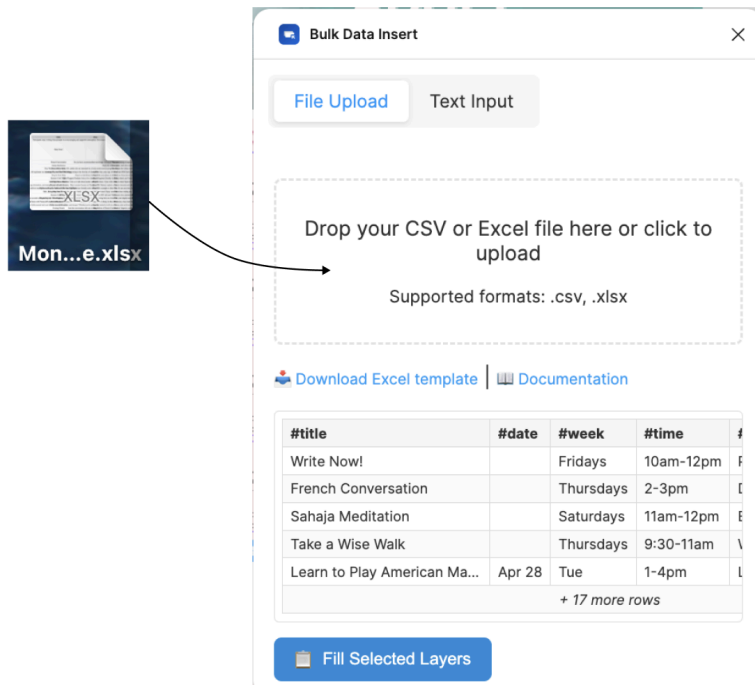 Bulk Data Insert
File Upload Text Input
XLSX
Mon...e.xlsx
Drop your CSV or Excel file here or click to
upload
Supported formats: .csv, .xlsx
Download Excel template | Documentation
#title #date #week #time #
Write Now! Fridays 10am-12pm
French Conversation Thursdays 2-3pm
Sahaja Meditation Saturdays 11am-12pm
Take a Wise Walk Thursdays 9:30-11am
Learn to Play American Ma... Apr 28 Tue 1-4pm
+ 17 more rows
Fill Selected Layers